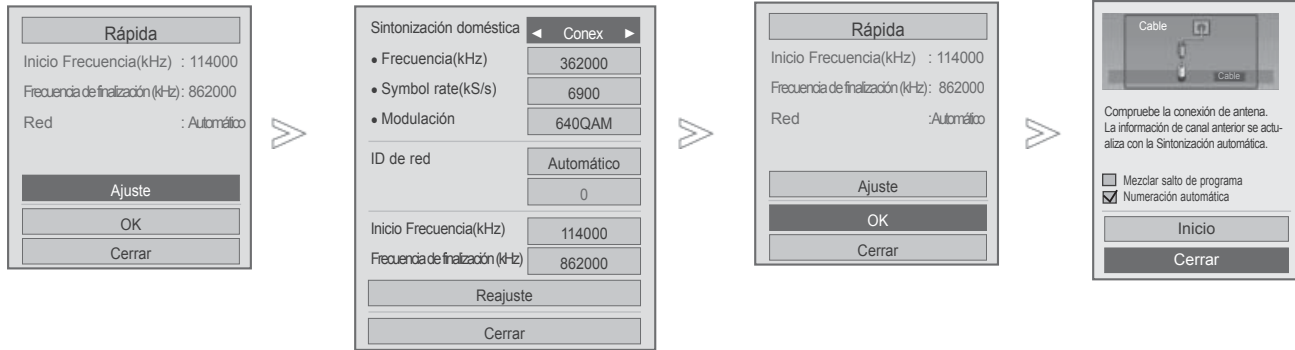 Rápida
Inicio Frecuencia(kHz) : 114000
Frecuencia de finalización (kHz) : 862000
Red : Automático
Ajuste
OK
Cerrar
Sintonización doméstica ◄ Conex ►
• Frecuencia(kHz) 362000
• Symbol rate(kS/s) 6900
• Modulación 640QAM
ID de red Automático
0
Inicio Frecuencia(kHz) 114000
Frecuencia de finalización (kHz) 862000
Reajuste
Cerrar
Rápida
Inicio Frecuencia(kHz) : 114000
Frecuencia de finalización (kHz) : 862000
Red :Automático
Ajuste
OK
Cerrar
Cable
Cable
Compruebe la conexión de antena.
La información de canal anterior se actu-
aliza con la Sintonización automática.
Mezclar salto de programa
Numeración automática
Inicio
Cerrar